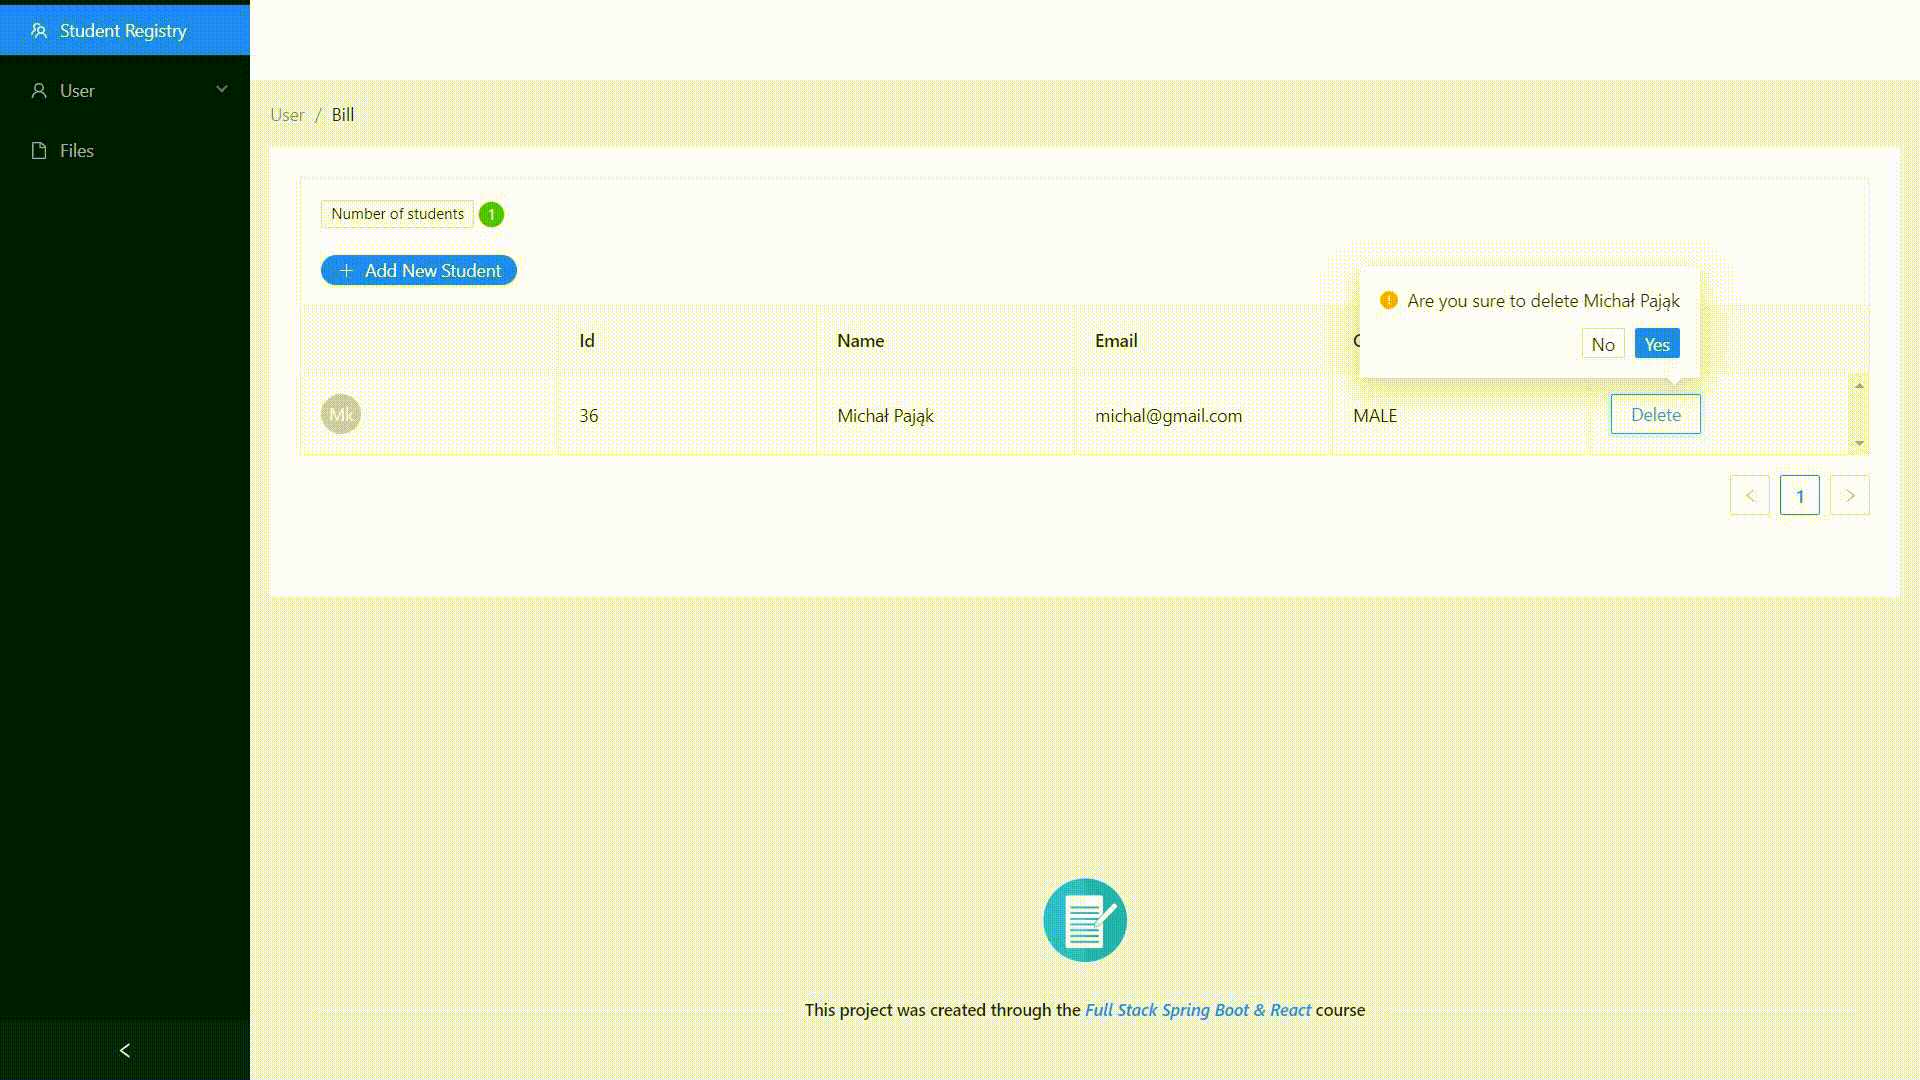 Student Registry
User
Files
User / Bill
Number of students 1
+ Add New Student
Are you sure to delete Michał Pająk
No Yes
Id Name Email
Mk 36 Michał Pająk michal@gmail.com MALE Delete
< 1 >
This project was created through the Full Stack Spring Boot & React course